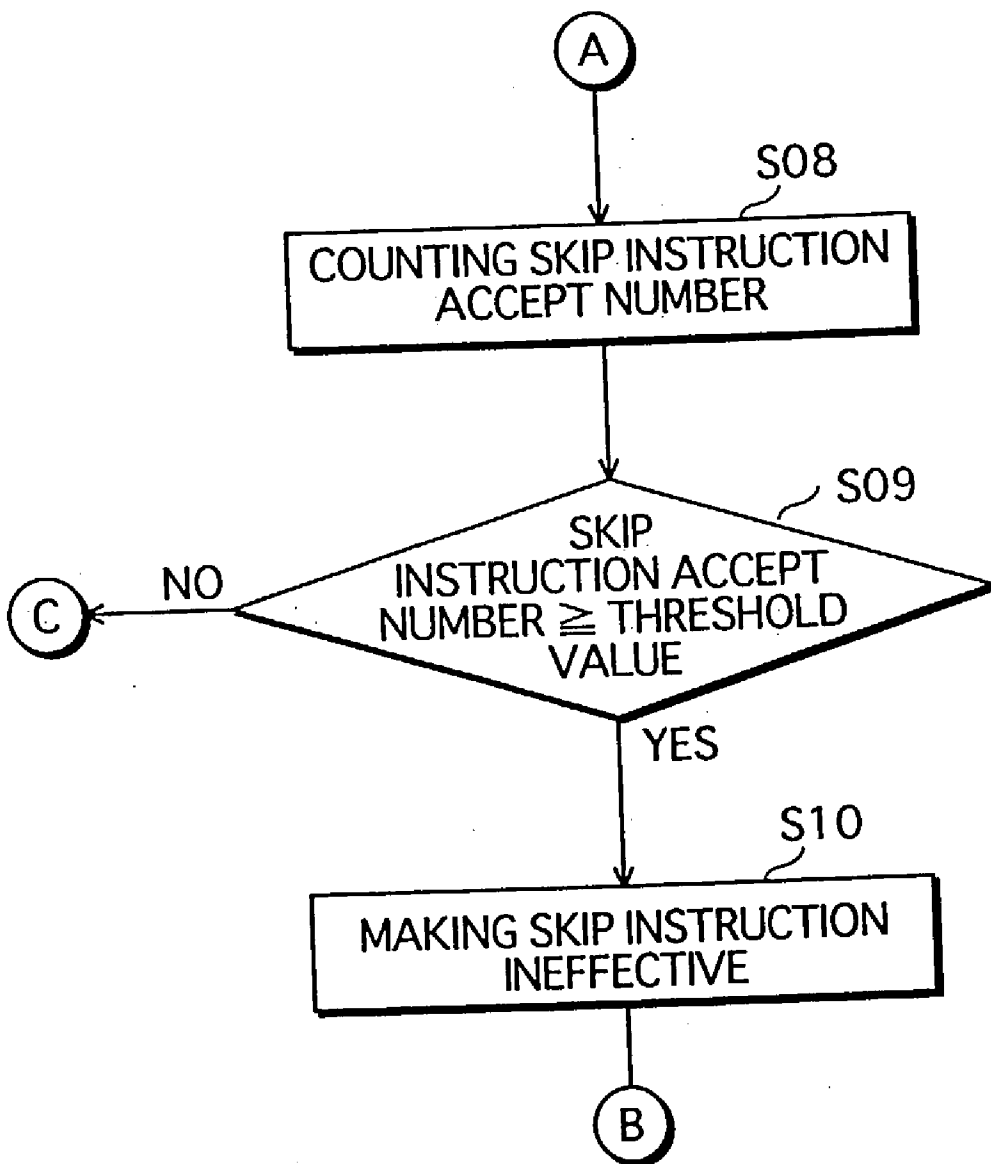 A
S08
COUNTING SKIP INSTRUCTION
ACCEPT NUMBER
S09
SKIP
INSTRUCTION ACCEPT
NUMBER ≧ THRESHOLD
VALUE
NO
C
YES
S10
MAKING SKIP INSTRUCTION
INEFFECTIVE
B